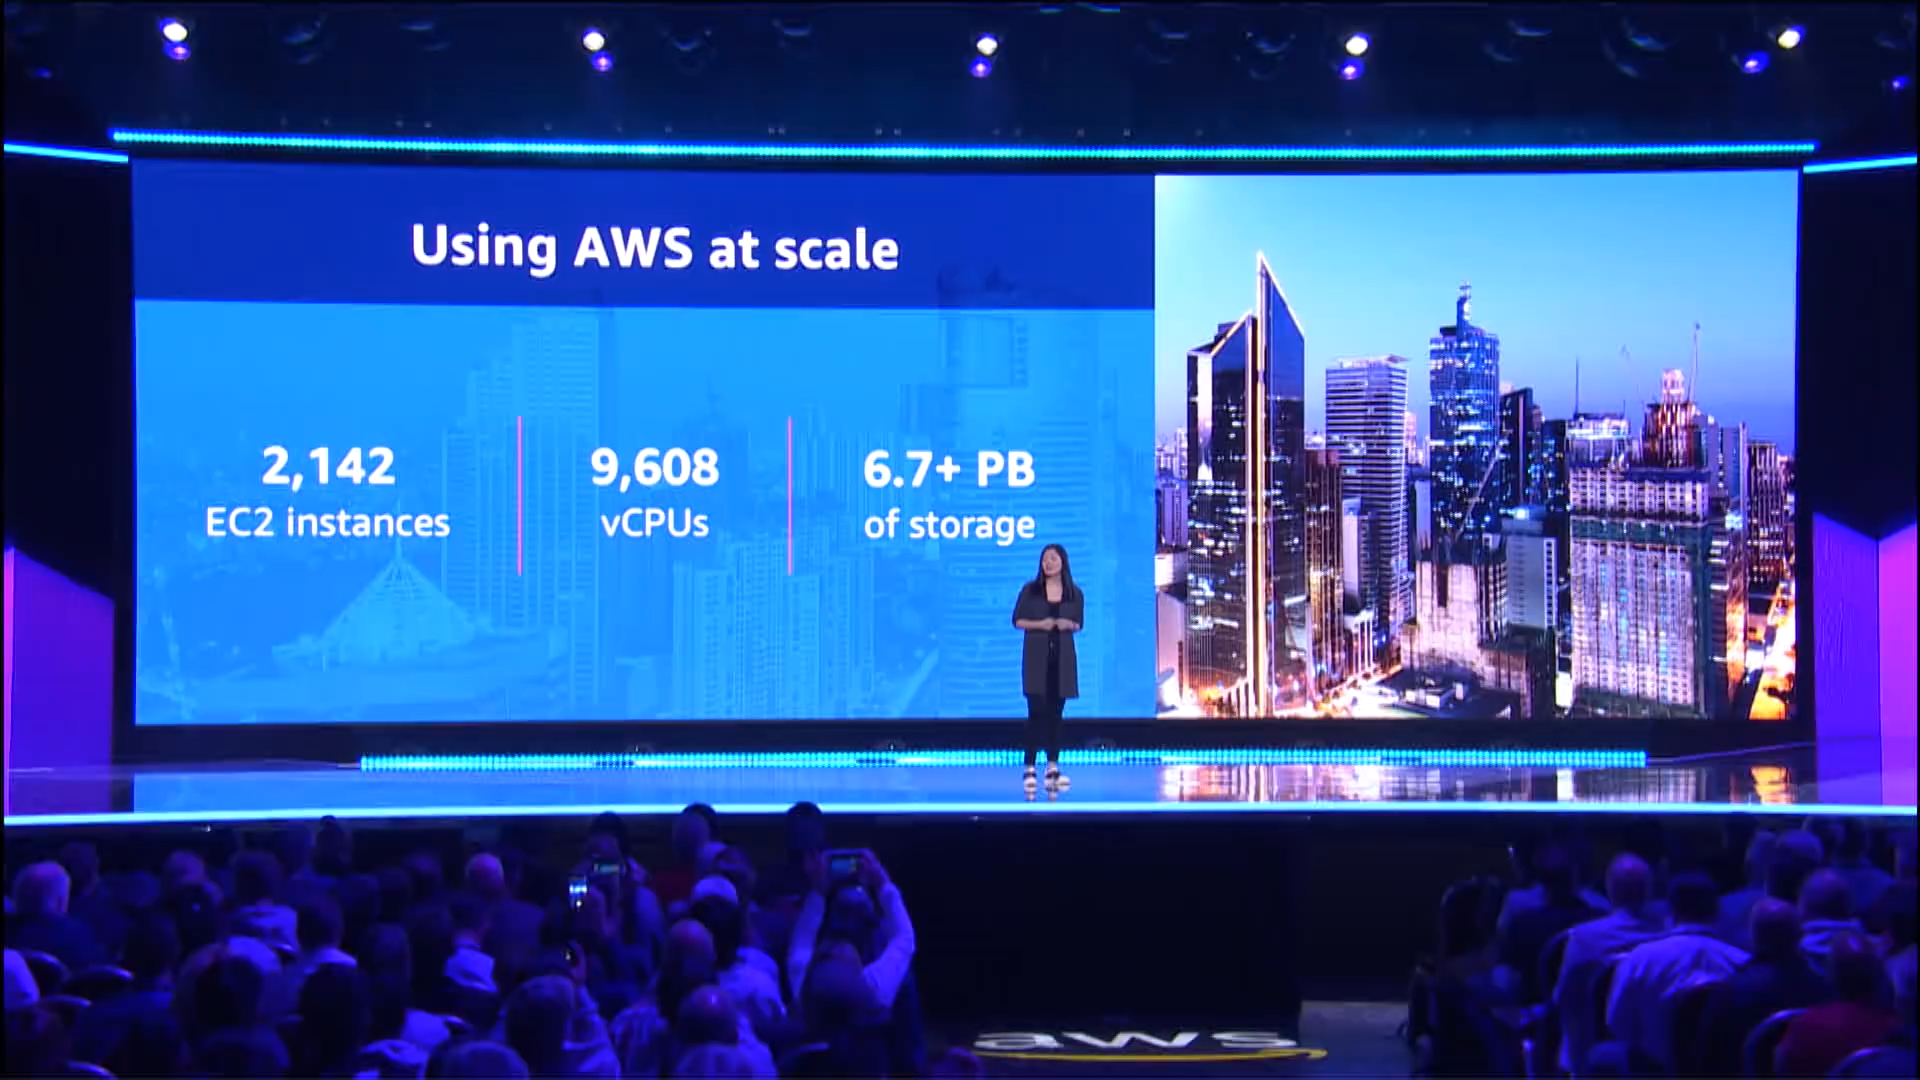 Using AWS at scale
2,142
EC2 instances
9,608
vCPUs
6.7+ PB
of storage
aws